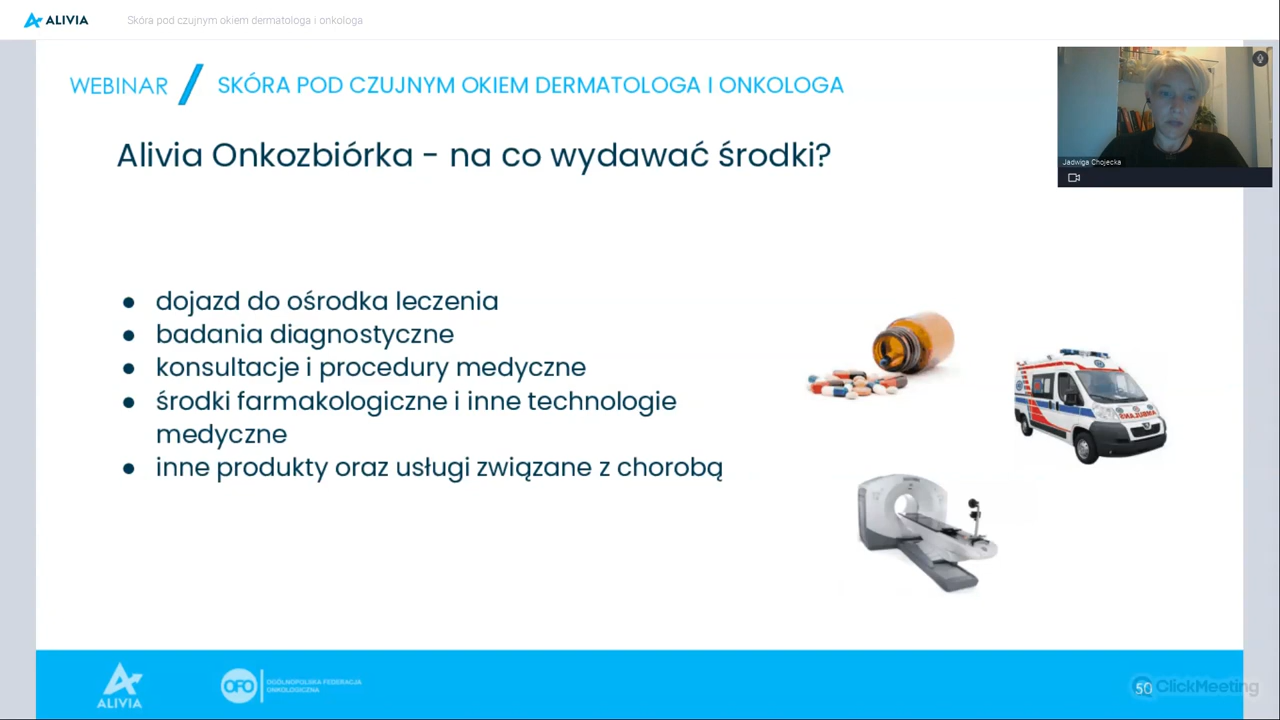 ALIVIA
Skóra pod czujnym okiem dermatologa i onkologa
WEBINAR / SKÓRA POD CZUJNYM OKIEM DERMATOLOGA I ONKOLOGA
Jadwiga Chojecka
Alivia Onkozbiórka - na co wydawać środki?
● dojazd do ośrodka leczenia
● badania diagnostyczne
● konsultacje i procedury medyczne
● środki farmakologiczne i inne technologie
medyczne
● inne produkty oraz usługi związane z chorobą
AMBULANS
ALIVIA
OFO
OGÓLNOPOLSKA FEDERACJA
ONKOLOGICZNA
50
ClickMeeting